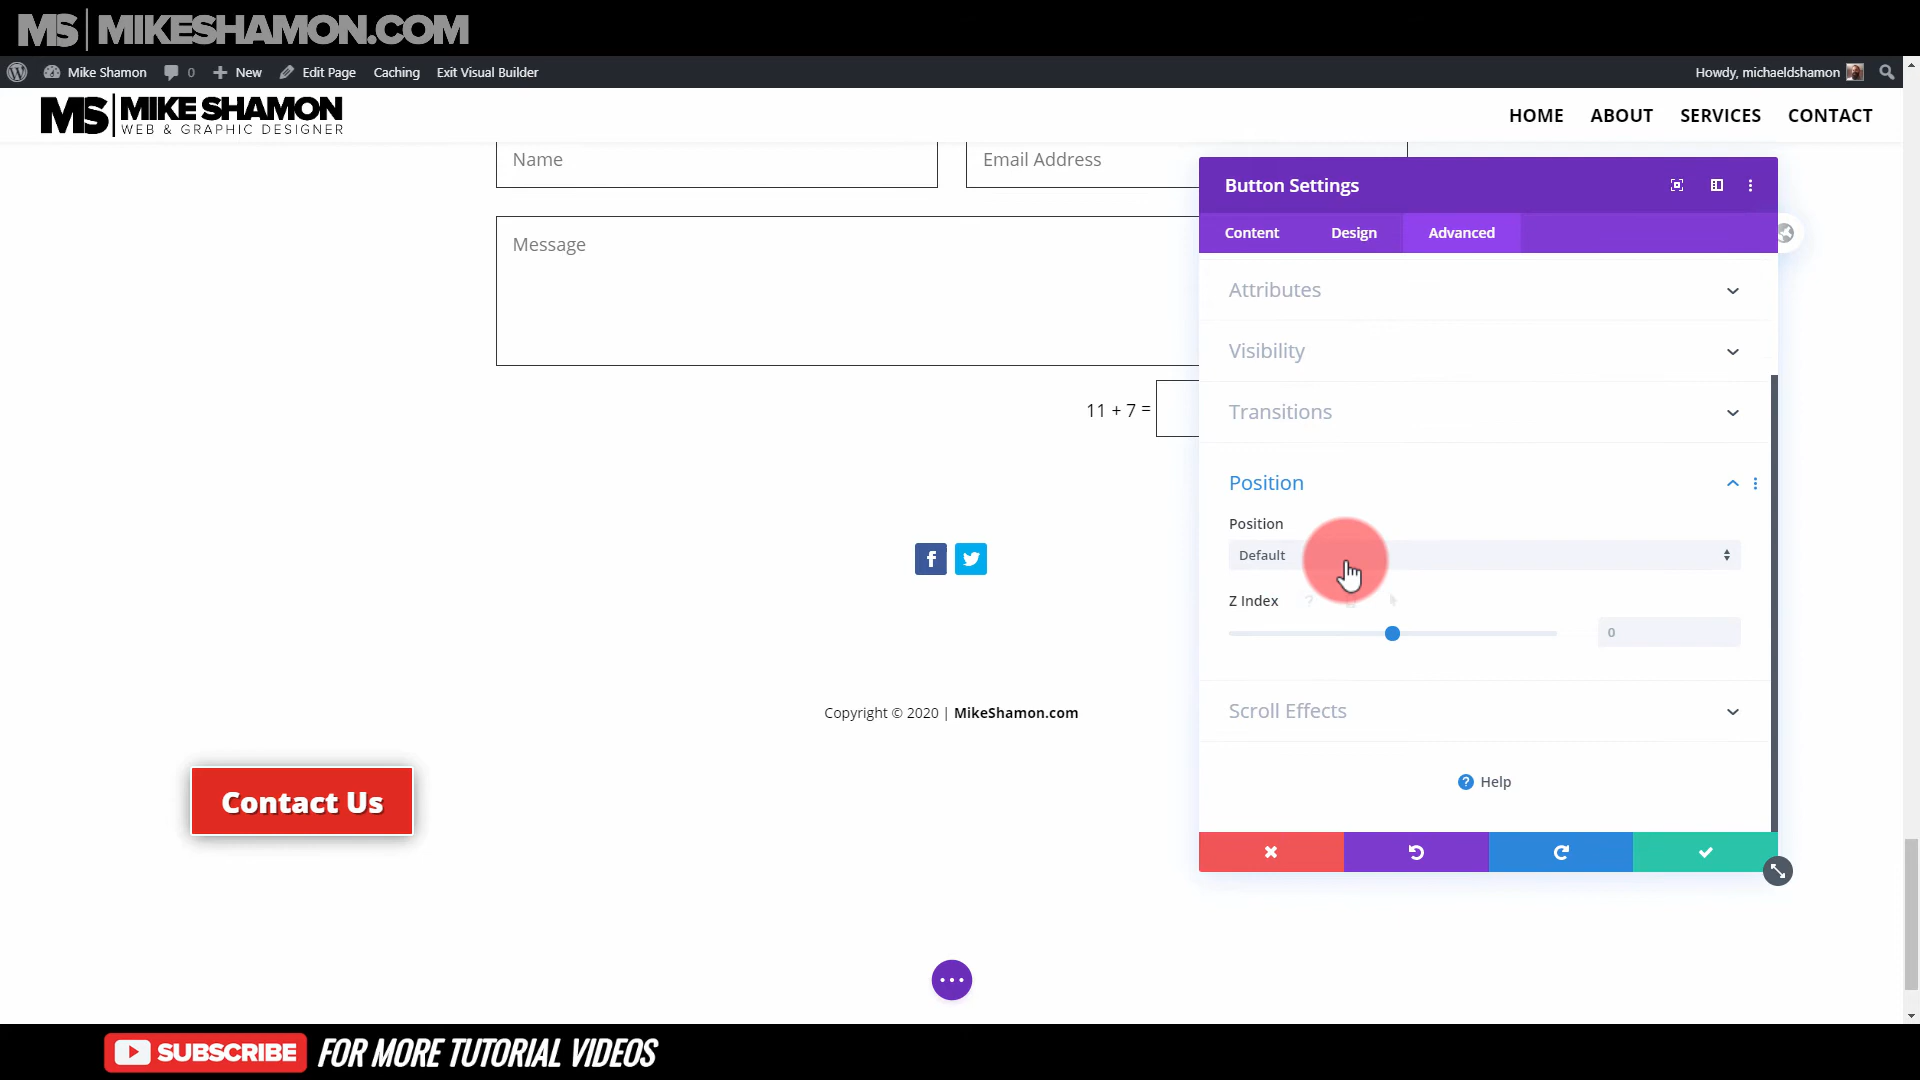 MS | MIKESHAMON.COM
Mike Shamon 0 New Edit Page Caching Exit Visual Builder Howdy, michaeldshamon
MS MIKE SHAMON
WEB & GRAPHIC DESIGNER
HOME ABOUT SERVICES CONTACT
Name
Email Address
Message
11 + 7 =
f
Copyright © 2020 | MikeShamon.com
Contact Us
Button Settings
Content Design Advanced
Attributes
Visibility
Transitions
Position
Position
Default
Z Index
?
0
Scroll Effects
? Help
SUBSCRIBE FOR MORE TUTORIAL VIDEOS